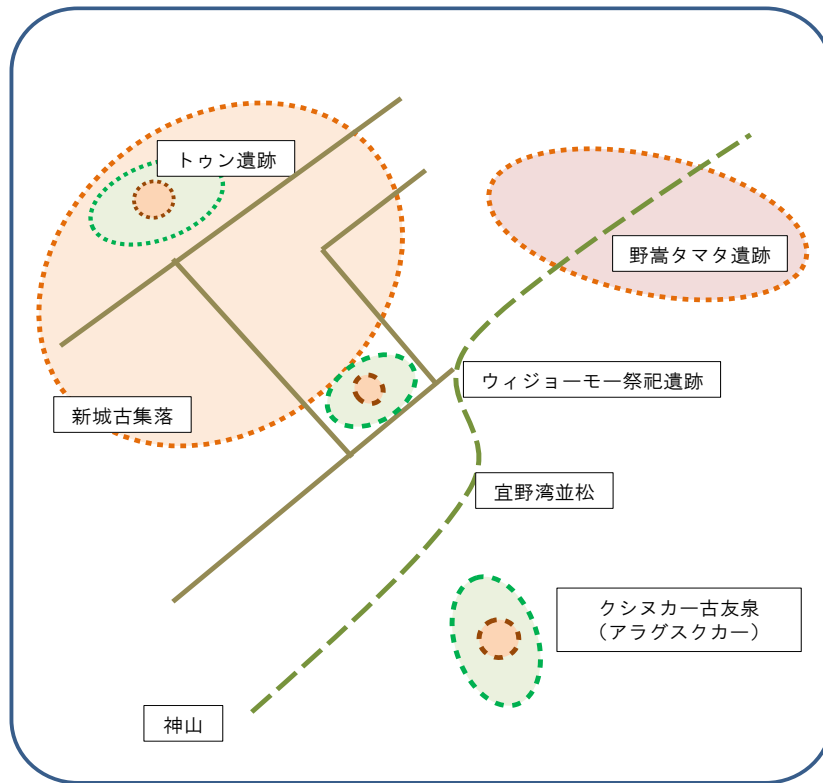 トゥン遺跡
野嵩タマタ遺跡
ウィジョーモー祭祀遺跡
新城古集落
宜野湾並松
クシヌカー古友泉
（アラグスクカー）
神山